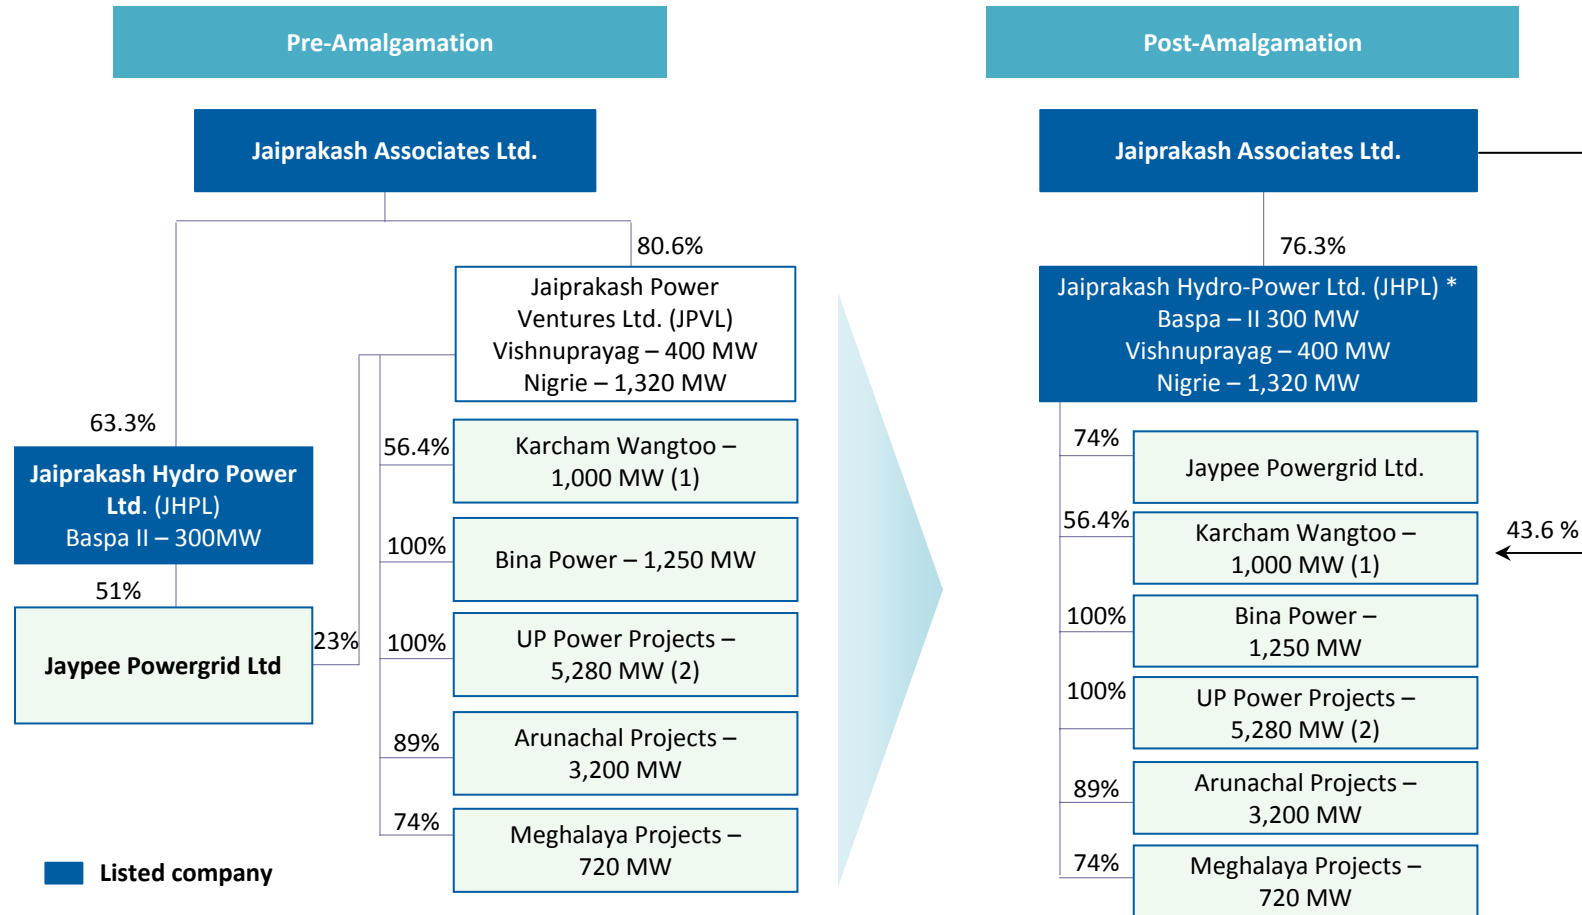 Pre-Amalgamation
Jaiprakash Associates Ltd.
80.6%
Jaiprakash Power
Ventures Ltd. (JPVL)
Vishnuprayag – 400 MW
Nigrie – 1,320 MW
63.3%
Jaiprakash Hydro Power
Ltd. (JHPL)
Baspa II – 300MW
51%
Jaypee Powergrid Ltd
23%
56.4%
Karcham Wangtoo –
1,000 MW (1)
100%
Bina Power – 1,250 MW
100%
UP Power Projects –
5,280 MW (2)
89%
Arunachal Projects –
3,200 MW
74%
Meghalaya Projects –
720 MW
Listed company
Post-Amalgamation
Jaiprakash Associates Ltd.
76.3%
Jaiprakash Hydro-Power Ltd. (JHPL) *
Baspa – II 300 MW
Vishnuprayag – 400 MW
Nigrie – 1,320 MW
74%
Jaypee Powergrid Ltd.
56.4%
Karcham Wangtoo –
1,000 MW (1)
43.6 %
100%
Bina Power –
1,250 MW
100%
UP Power Projects –
5,280 MW (2)
89%
Arunachal Projects –
3,200 MW
74%
Meghalaya Projects –
720 MW